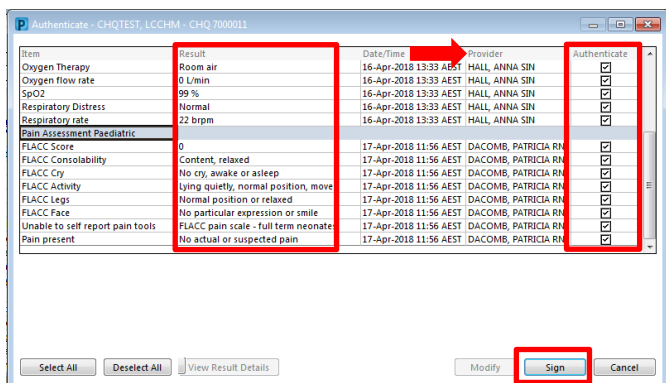 Authenticate - CHQTEST, LCCHM - CHQ 7000011
Item Result Date/Time Provider Authenticate
Oxygen Therapy Room air 16-Apr-2018 13:33 AEST HALL, ANNA SIN
Oxygen flow rate 0 L/min 16-Apr-2018 13:33 AEST HALL, ANNA SIN
SpO2 99 % 16-Apr-2018 13:33 AEST HALL, ANNA SIN
Respiratory Distress Normal 16-Apr-2018 13:33 AEST HALL, ANNA SIN
Respiratory rate 22 brpm 16-Apr-2018 13:33 AEST HALL, ANNA SIN
Pain Assessment Paediatric
FLACC Score 0 17-Apr-2018 11:56 AEST DACOMB, PATRICIA RN
FLACC Consolability Content, relaxed 17-Apr-2018 11:56 AEST DACOMB, PATRICIA RN
FLACC Cry No cry, awake or asleep 17-Apr-2018 11:56 AEST DACOMB, PATRICIA RN
FLACC Activity Lying quietly, normal position, move 17-Apr-2018 11:56 AEST DACOMB, PATRICIA RN
FLACC Legs Normal position or relaxed 17-Apr-2018 11:56 AEST DACOMB, PATRICIA RN
FLACC Face No particular expression or smile 17-Apr-2018 11:56 AEST DACOMB, PATRICIA RN
Unable to self report pain tools FLACC pain scale - full term neonates 17-Apr-2018 11:56 AEST DACOMB, PATRICIA RN
Pain present No actual or suspected pain 17-Apr-2018 11:56 AEST DACOMB, PATRICIA RN
Select All Deselect All View Result Details Modify Sign Cancel